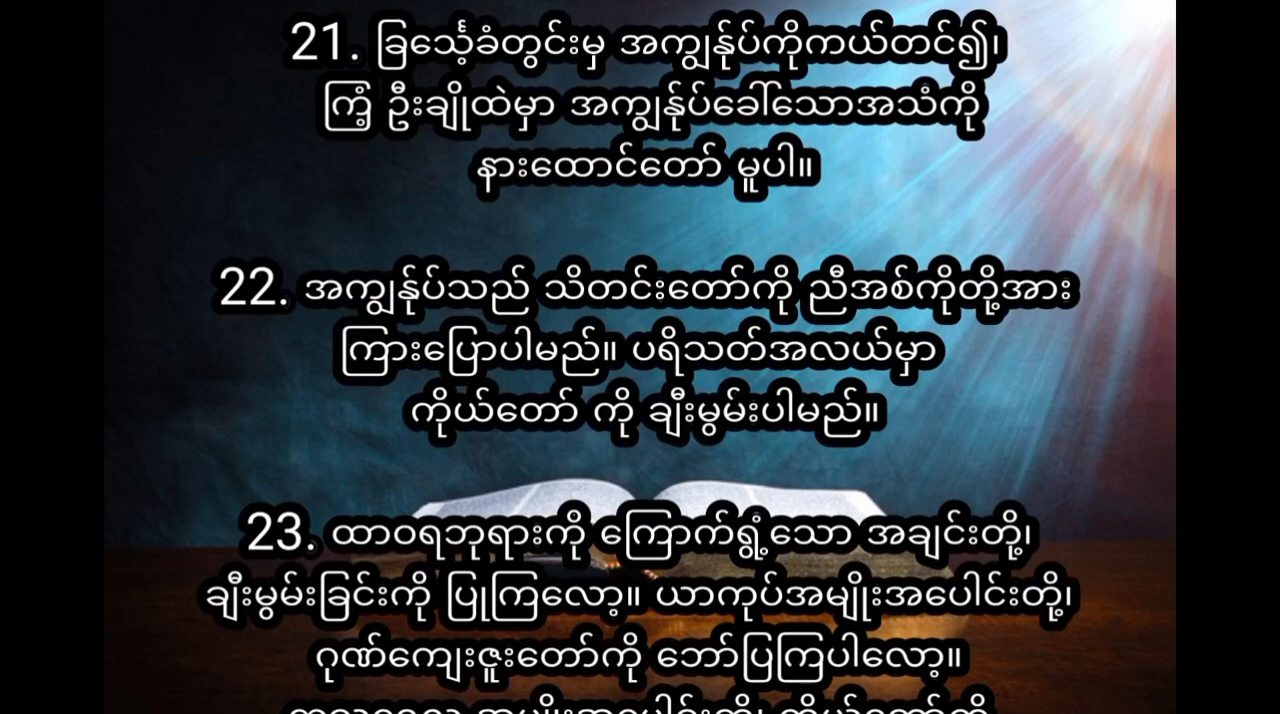 21. ခြင်္သေ့ခံတွင်းမှ အကျွန်ုပ်ကိုကယ်တင်၍၊
ကြံ့ ဦးချိုထဲမှာ အကျွန်ုပ်ခေါ်သောအသံကို
နားထောင်တော် မူပါ။
22. အကျွန်ုပ်သည် သိတင်းတော်ကို ညီအစ်ကိုတို့အား
ကြားပြောပါမည်။ ပရိသတ်အလယ်မှာ
ကိုယ်တော် ကို ချီးမွမ်းပါမည်။
23. ထာဝရဘုရားကို ကြောက်ရွံ့သော အချင်းတို့၊
ချီးမွမ်းခြင်းကို ပြုကြလော့။ ယာကုပ်အမျိုးအပေါင်းတို့၊
ဂုဏ်ကျေးဇူးတော်ကို ဘော်ပြကြပါလော့။